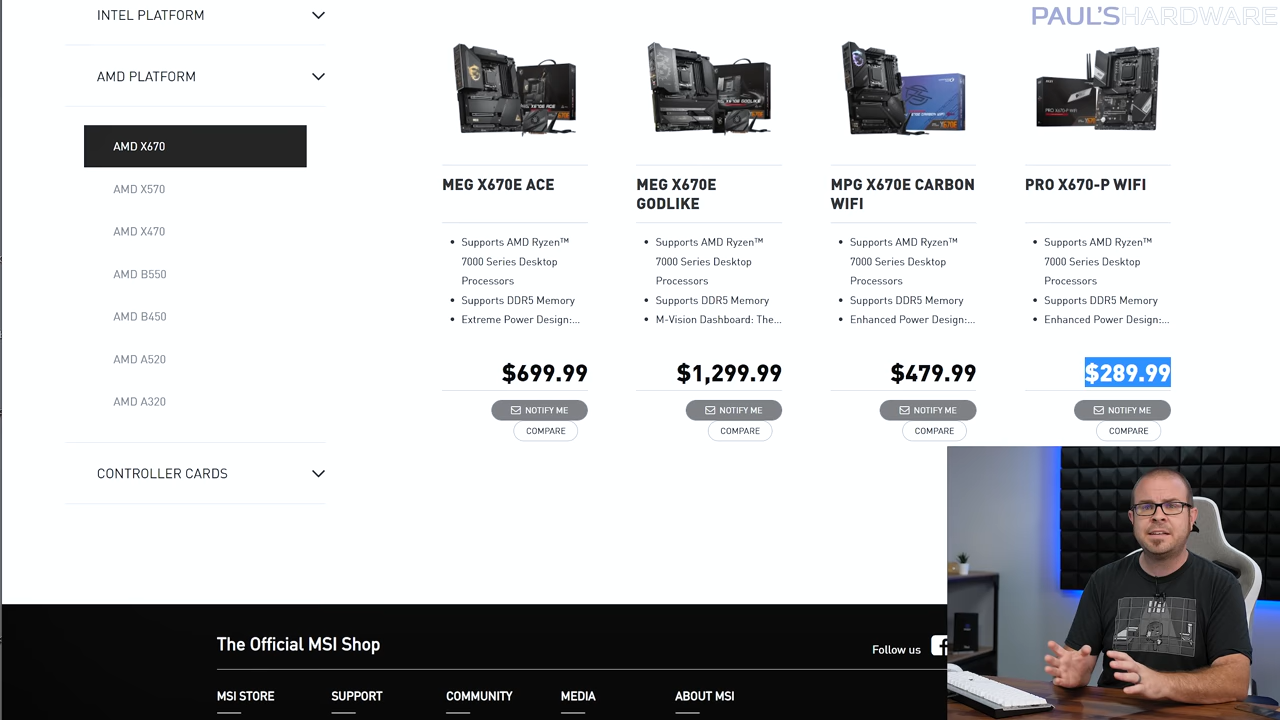 INTEL PLATFORM
PAUL'SHARDWARE
AMD PLATFORM
AMD X670
AMD X570
AMD X470
AMD B550
AMD B450
AMD A520
AMD A320
CONTROLLER CARDS
MEG X670E ACE
Supports AMD Ryzen™
7000 Series Desktop
Processors
Supports DDR5 Memory
Extreme Power Design:...
$699.99
NOTIFY ME
COMPARE
MEG X670E
GODLIKE
Supports AMD Ryzen™
7000 Series Desktop
Processors
Supports DDR5 Memory
M-Vision Dashboard: The...
$1,299.99
NOTIFY ME
COMPARE
MPG X670E CARBON
WIFI
Supports AMD Ryzen™
7000 Series Desktop
Processors
Supports DDR5 Memory
Enhanced Power Design:...
$479.99
NOTIFY ME
COMPARE
PRO X670-P WIFI
Supports AMD Ryzen™
7000 Series Desktop
Processors
Supports DDR5 Memory
Enhanced Power Design:...
$289.99
NOTIFY ME
COMPARE
The Official MSI Shop
Follow us
MSI STORE
SUPPORT
COMMUNITY
MEDIA
ABOUT MSI